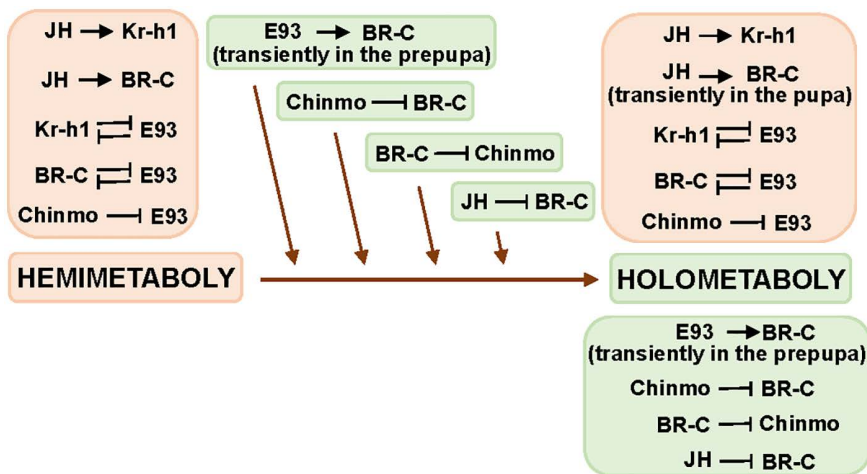 JH → Kr-h1
JH → BR-C
Kr-h1 E93
BR-C E93
Chinmo ⊣ E93
E93 → BR-C
(transiently in the prepupa)
Chinmo ⊣ BR-C
BR-C ⊣ Chinmo
JH ⊣ BR-C
JH → Kr-h1
JH → BR-C
(transiently in the pupa)
Kr-h1 E93
BR-C E93
Chinmo ⊣ E93
HEMIMETABOLY
HOLOMETABOLY
E93 → BR-C
(transiently in the prepupa)
Chinmo ⊣ BR-C
BR-C ⊣ Chinmo
JH ⊣ BR-C